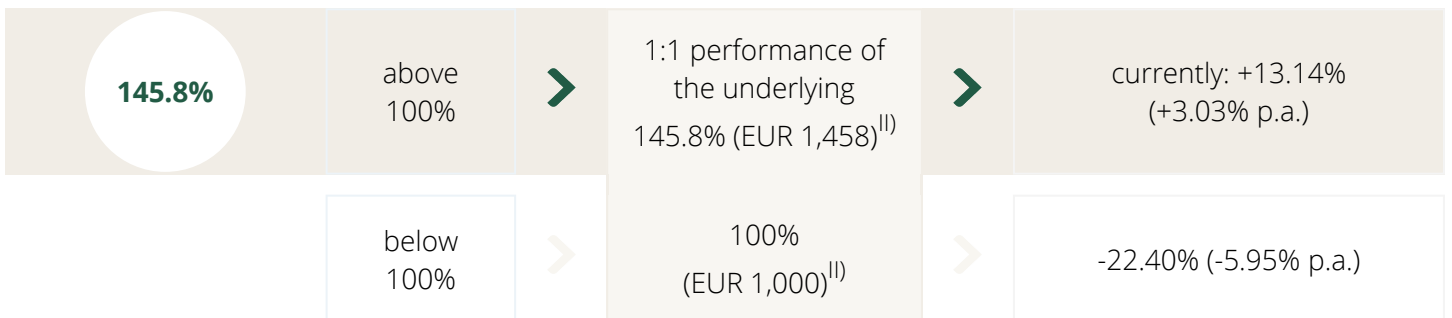 145.8%
above
100%
1:1 performance of
the underlying
145.8% (EUR 1,458)II)
currently: +13.14%
(+3.03% p.a.)
below
100%
100%
(EUR 1,000)II)
-22.40% (-5.95% p.a.)